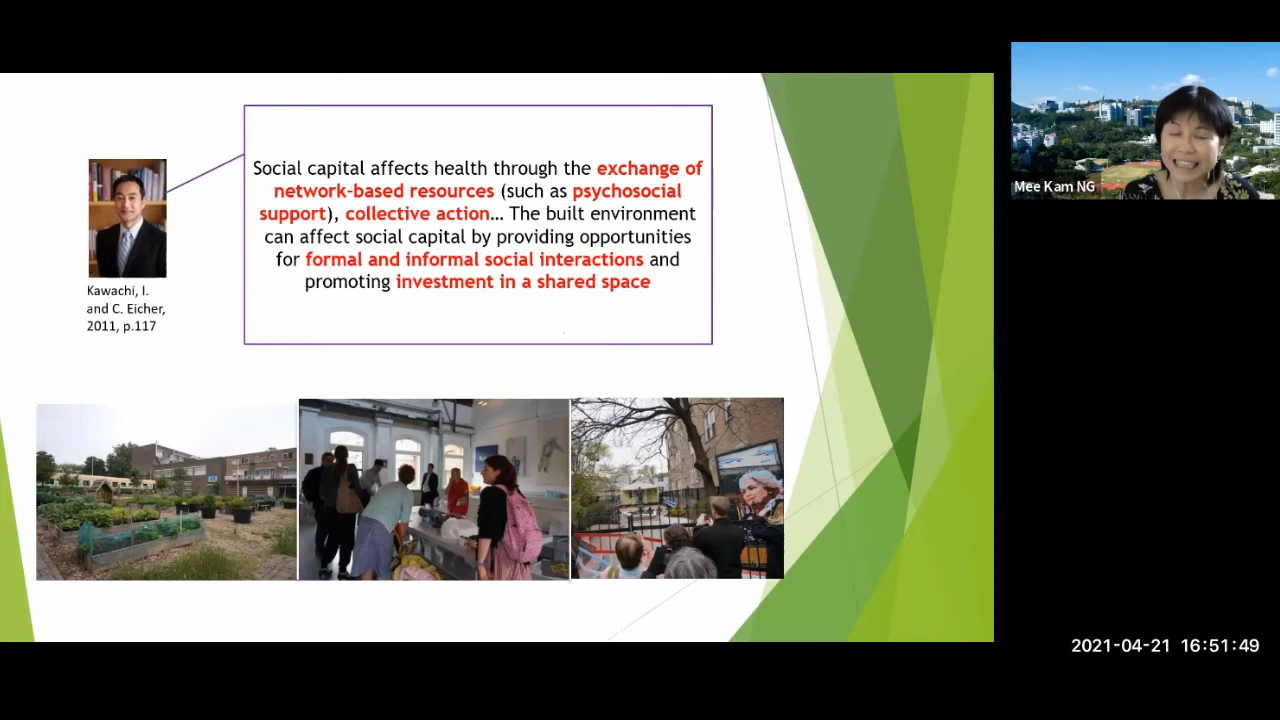 Social capital affects health through the exchange of
network-based resources (such as psychosocial
support), collective action… The built environment
can affect social capital by providing opportunities
for formal and informal social interactions and
promoting investment in a shared space
Kawachi, I.
and C. Eicher,
2011, p.117
Mee Kam NG
2021-04-21 16:51:49